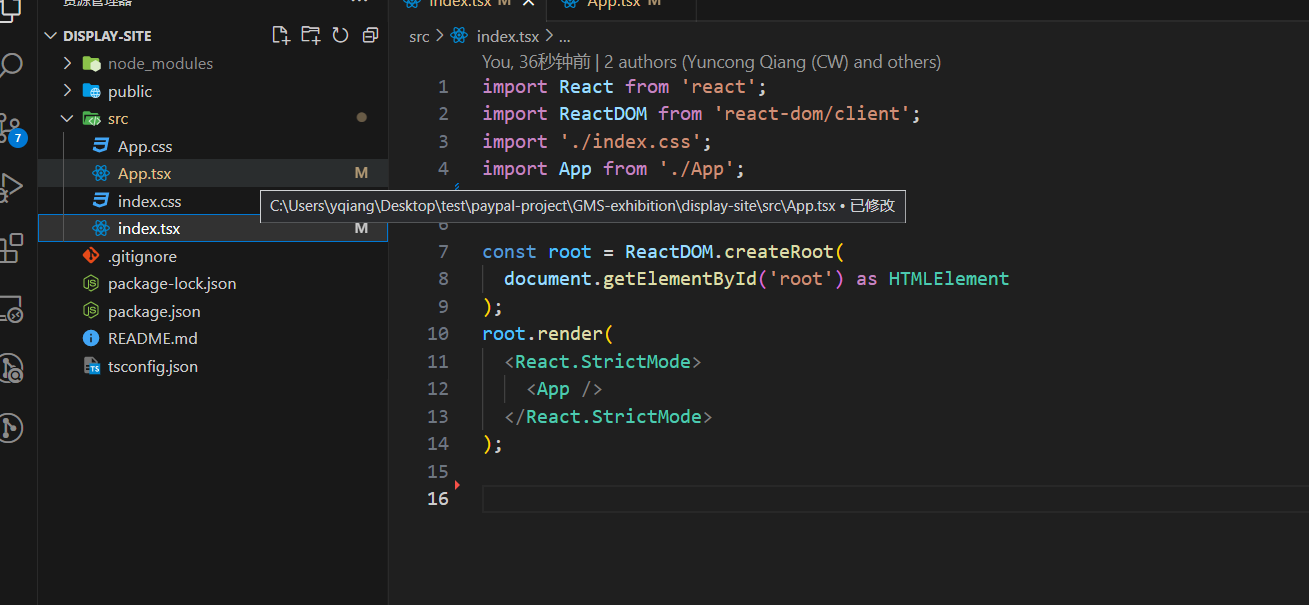 资源管理器
index.tsx M
App.tsx M
DISPLAY-SITE
node_modules
public
src
App.css
App.tsx M
index.css
index.tsx M
.gitignore
package-lock.json
package.json
README.md
tsconfig.json
7
src > index.tsx > ...
You, 36秒钟前 | 2 authors (Yuncong Qiang (CW) and others)
1 import React from 'react';
2 import ReactDOM from 'react-dom/client';
3 import './index.css';
4 import App from './App';
C:\Users\yqiang\Desktop\test\paypal-project\GMS-exhibition\display-site\src\App.tsx • 已修改
6
7 const root = ReactDOM.createRoot(
8 document.getElementById('root') as HTMLElement
9 );
10 root.render(
11 <React.StrictMode>
12 <App />
13 </React.StrictMode>
14 );
15
16